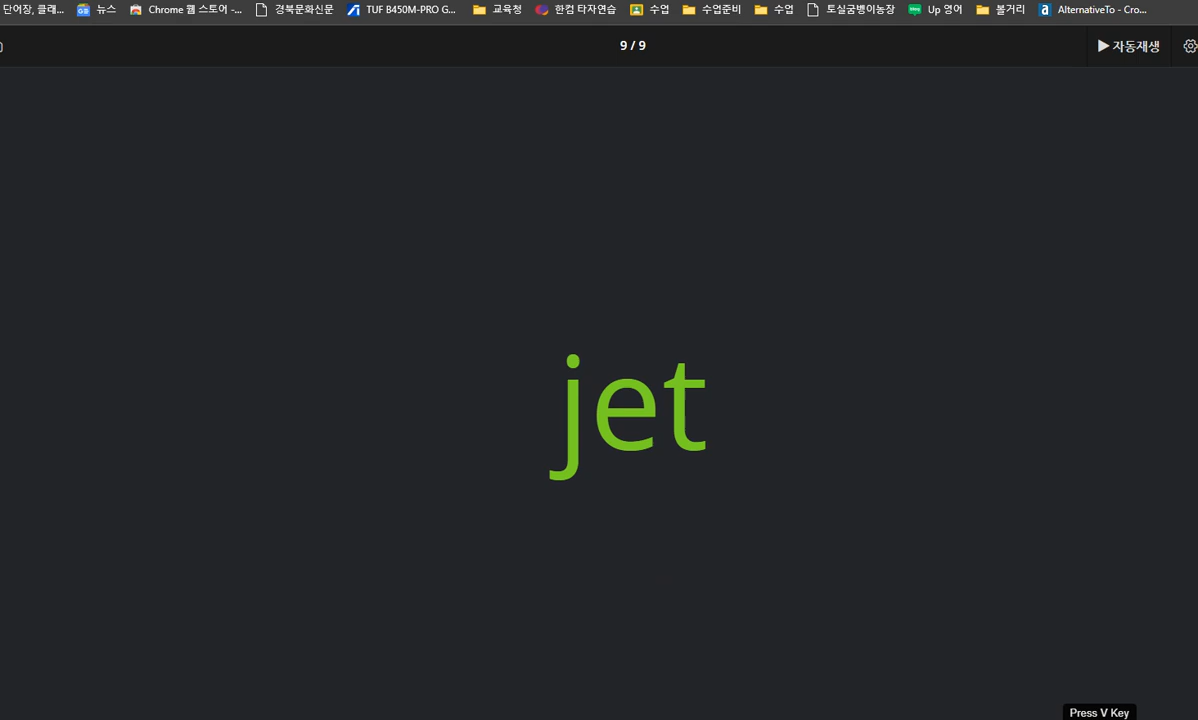 단어장, 클래... 뉴스 Chrome 웹 스토어 -... 경북문화신문 TUF B450M-PRO G... 교육청 한컴 타자연습 수업 수업준비 수업 토실굼벵이농장 Up 영어 볼거리 AlternativeTo - Cro...
9 / 9
▶ 자동재생
jet
Press V Key